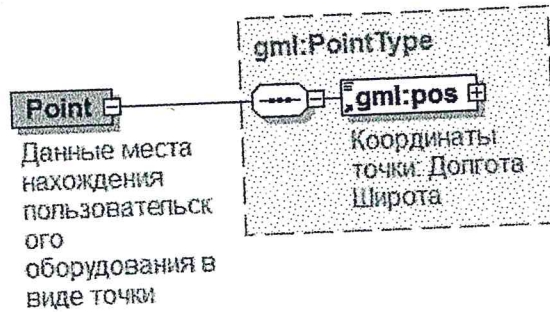 gml:PointType
Point
gml:pos
Данные места
нахождения
пользовательск
ого
оборудования в
виде точки
Координаты
точки: Долгота
Широта